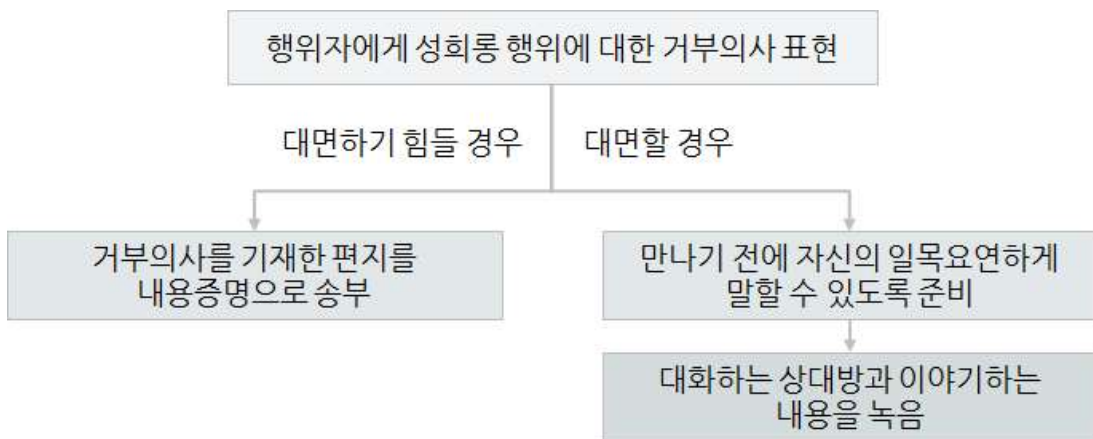 행위자에게 성희롱 행위에 대한 거부의사 표현
대면하기 힘들 경우
대면할 경우
거부의사를 기재한 편지를
내용증명으로 송부
만나기 전에 자신의 일목요연하게
말할 수 있도록 준비
대화하는 상대방과 이야기하는
내용을 녹음